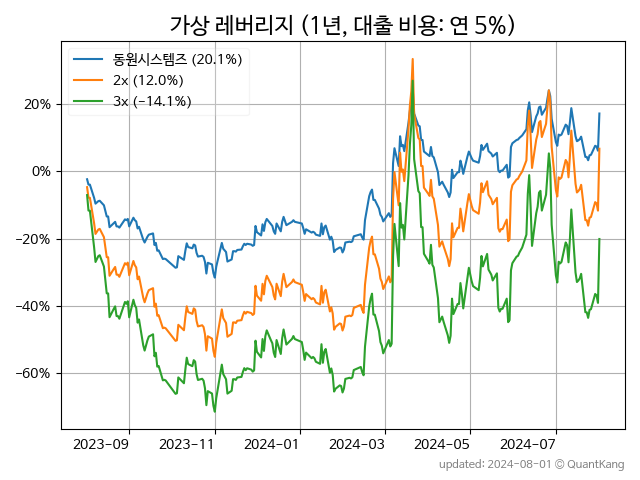 가상 레버리지 (1년, 대출 비용: 연 5%)
동원시스템즈 (20.1%)
2x (12.0%)
3x (−14.1%)
20%
0%
−20%
−40%
−60%
2023-09
2023-11
2024-01
2024-03
2024-05
2024-07
updated: 2024-08-01 © QuantKang